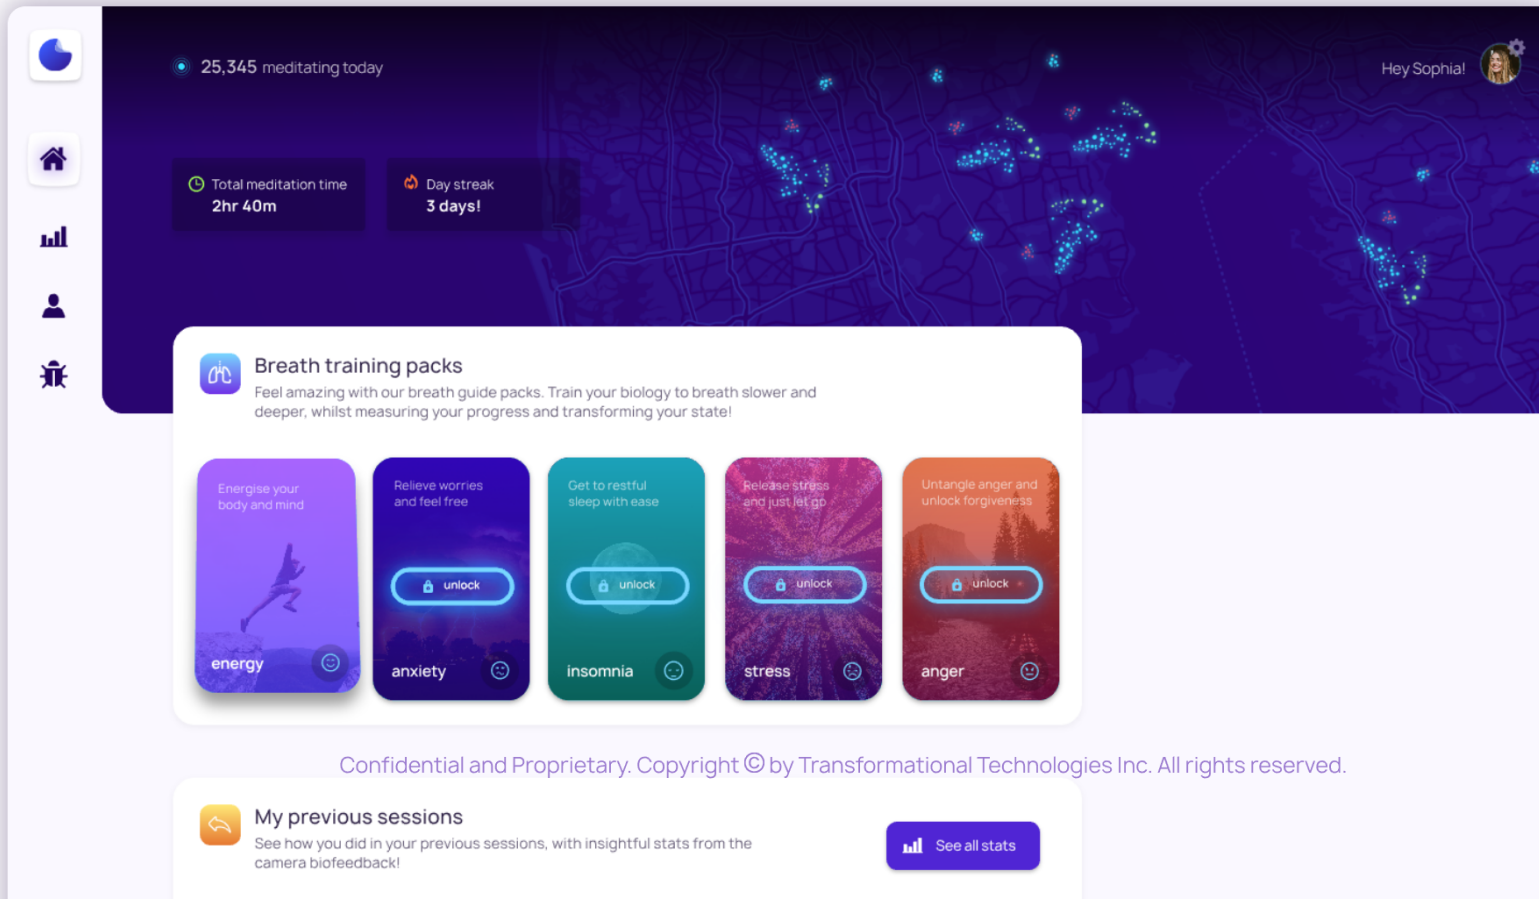 25,345 meditating today
Hey Sophia!
Total meditation time
2hr 40m
Day streak
3 days!
Breath training packs
Feel amazing with our breath guide packs. Train your biology to breath slower and
deeper, whilst measuring your progress and transforming your state!
Energise your
body and mind
energy
Relieve worries
and feel free
unlock
anxiety
Get to restful
sleep with ease
unlock
insomnia
Release stress
and just let go
unlock
stress
Untangle anger and
unlock forgiveness
unlock
anger
Confidential and Proprietary. Copyright © by Transformational Technologies Inc. All rights reserved.
My previous sessions
See how you did in your previous sessions, with insightful stats from the
camera biofeedback!
See all stats